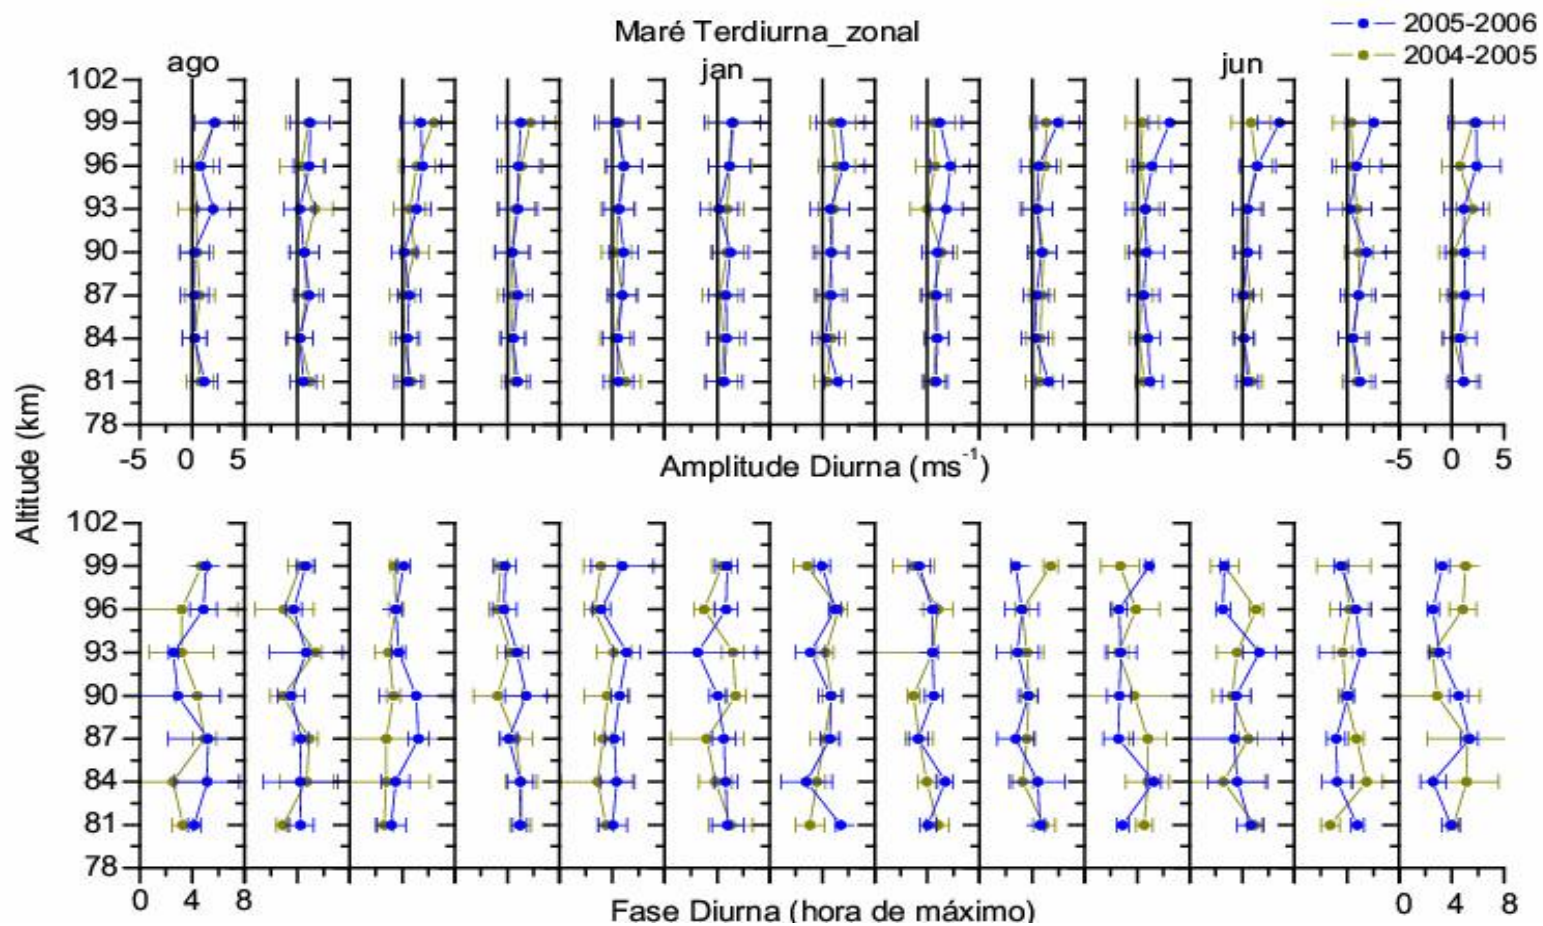 Maré Terdiurna_zonal
2005-2006
2004-2005
ago
jan
jun
102
99
96
93
90
87
84
81
78
-5 0 5
-5 0 5
Amplitude Diurna (ms⁻¹)
Altitude (km)
102
99
96
93
90
87
84
81
78
0 4 8
0 4 8
Fase Diurna (hora de máximo)